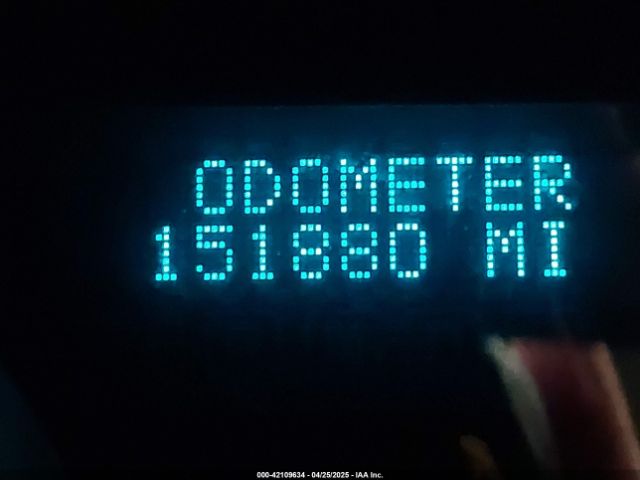 ODOMETER
151880 MI
000-42109634 - 04/25/2025 - IAA Inc.